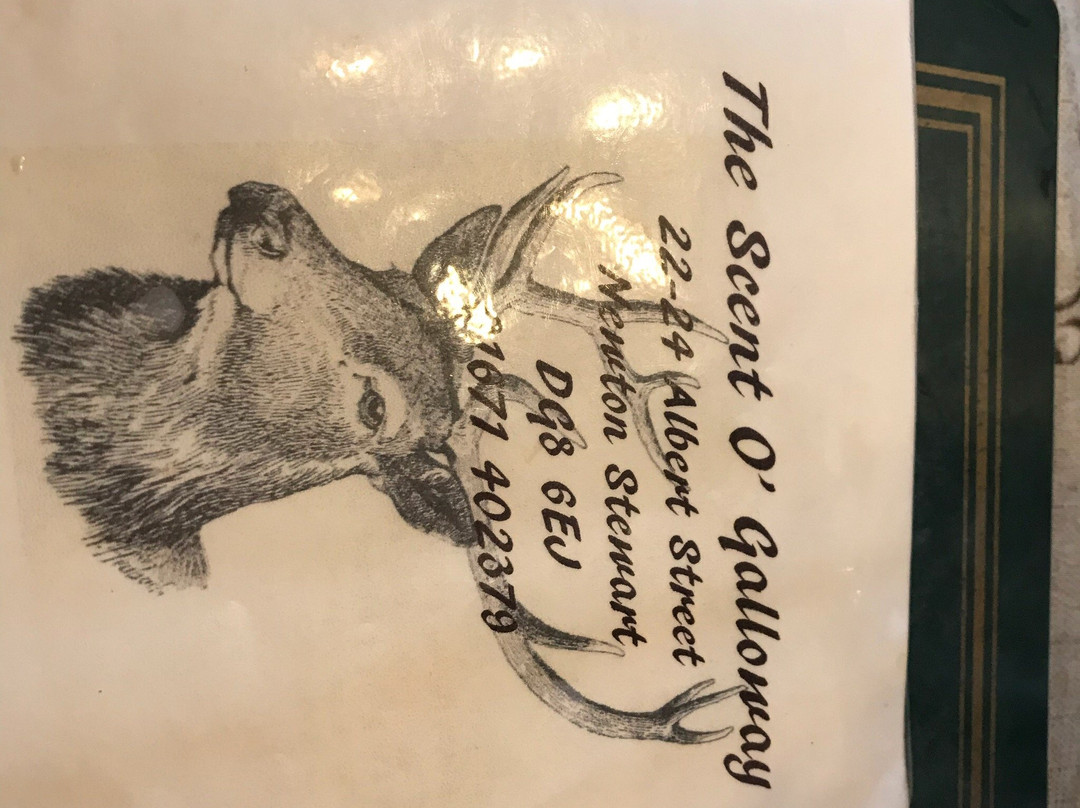 The Scent O' Galloway
22-24 Albert Street
Newton Stewart
DG8 6EJ
1671 402379